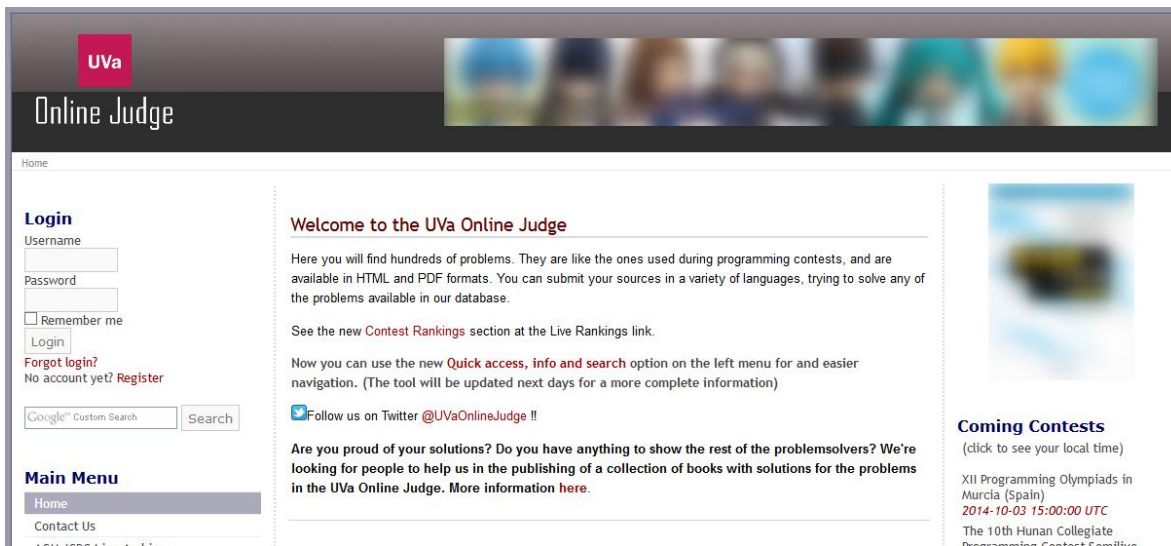 UVa
Online Judge
Home
Login
Username
Password
Remember me
Login
Forgot login?
No account yet? Register
Google™ Custom Search
Search
Main Menu
Home
Contact Us
Welcome to the UVa Online Judge
Here you will find hundreds of problems. They are like the ones used during programming contests, and are
available in HTML and PDF formats. You can submit your sources in a variety of languages, trying to solve any of
the problems available in our database.
See the new Contest Rankings section at the Live Rankings link.
Now you can use the new Quick access, info and search option on the left menu for and easier
navigation. (The tool will be updated next days for a more complete information)
Follow us on Twitter @UVaOnlineJudge !!
Are you proud of your solutions? Do you have anything to show the rest of the problemsolvers? We're
looking for people to help us in the publishing of a collection of books with solutions for the problems
in the UVa Online Judge. More information here.
Coming Contests
(click to see your local time)
XII Programming Olympiads in
Murcia (Spain)
2014-10-03 15:00:00 UTC
The 10th Hunan Collegiate
Programming Contest Semilive